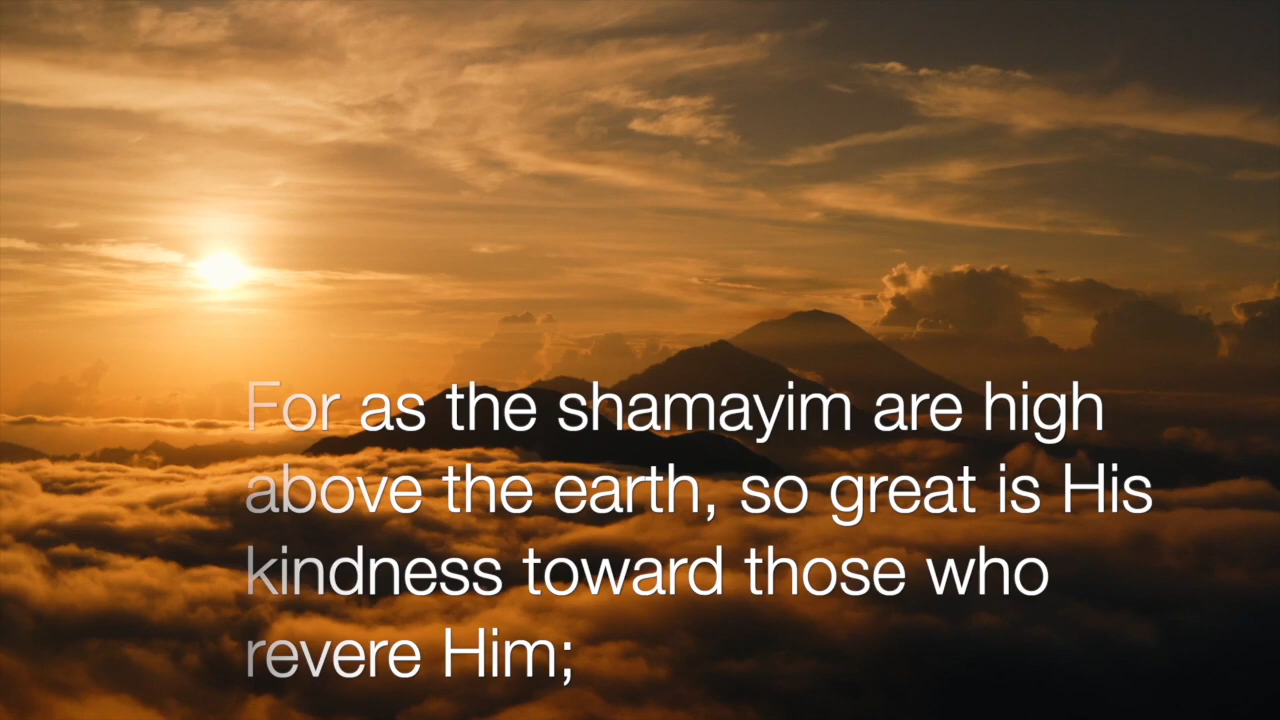 For as the shamayim are high
above the earth, so great is His
kindness toward those who
revere Him;